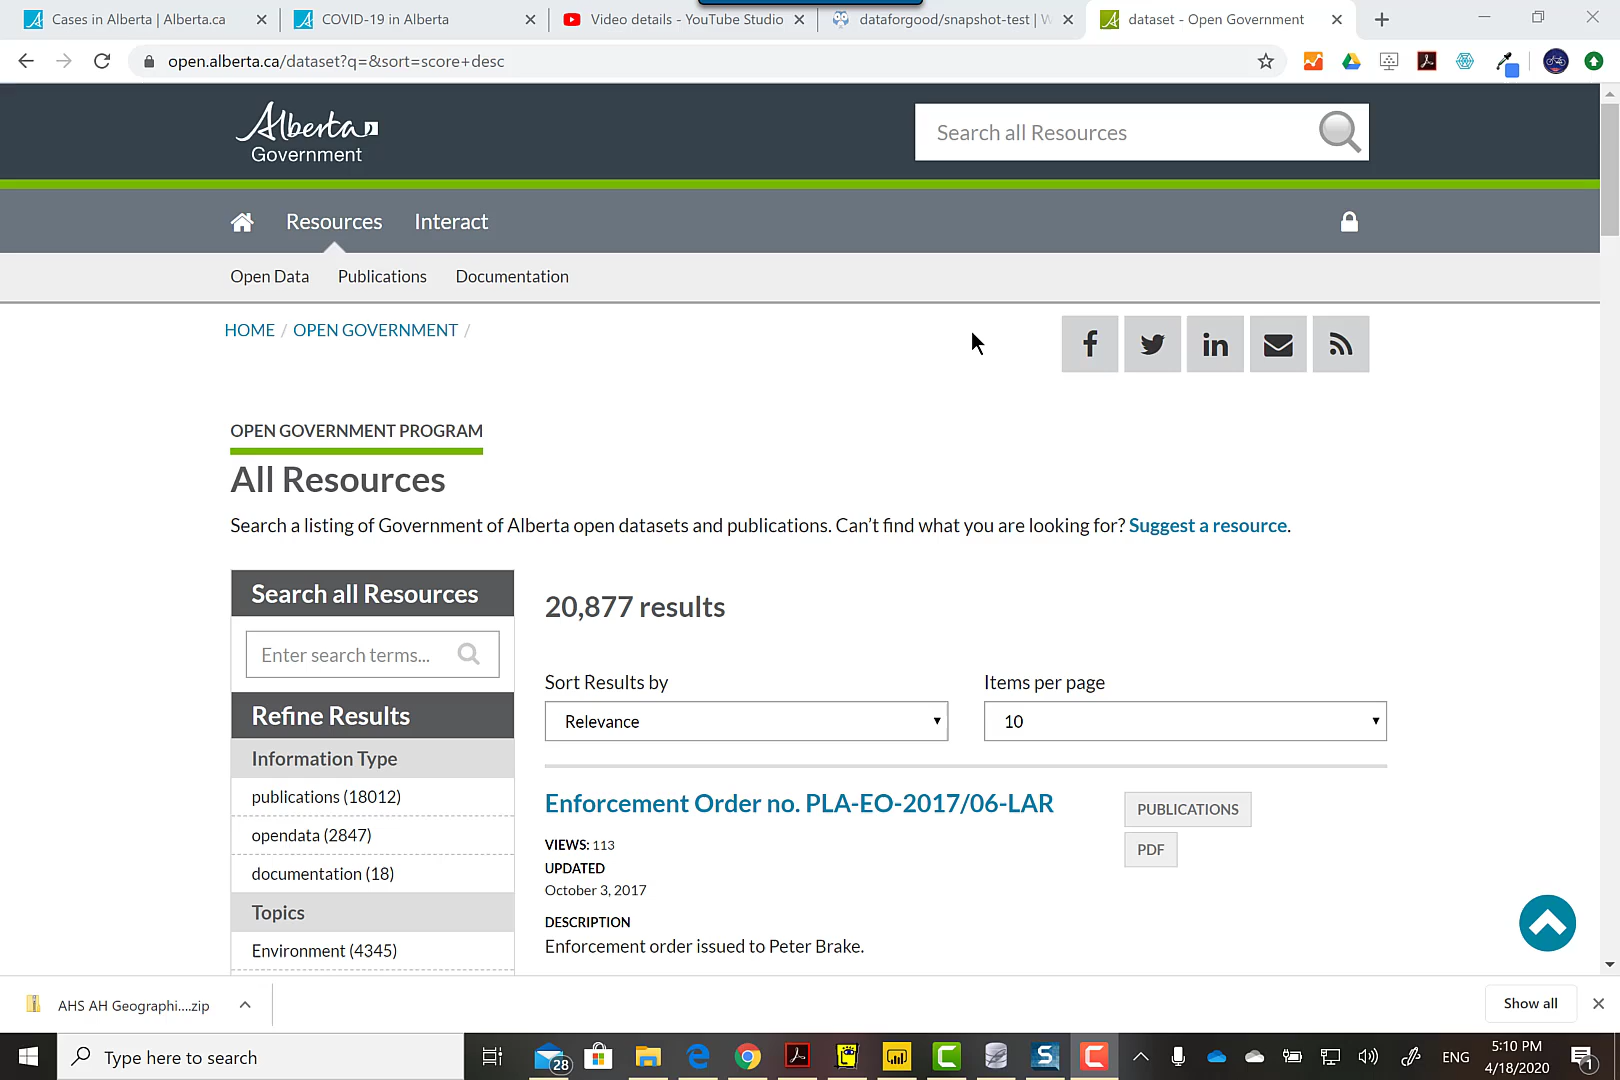 Cases in Alberta | Alberta.ca
COVID-19 in Alberta
Video details - YouTube Studio
dataforgood/snapshot-test |
dataset - Open Government
open.alberta.ca/dataset?q=&sort=score+desc
Alberta
Government
Search all Resources
Resources
Interact
Open Data
Publications
Documentation
HOME / OPEN GOVERNMENT /
OPEN GOVERNMENT PROGRAM
All Resources
Search a listing of Government of Alberta open datasets and publications. Can't find what you are looking for? Suggest a resource.
Search all Resources
Enter search terms...
Refine Results
Information Type
publications (18012)
opendata (2847)
documentation (18)
Topics
Environment (4345)
20,877 results
Sort Results by
Relevance
Items per page
10
Enforcement Order no. PLA-EO-2017/06-LAR
VIEWS: 113
UPDATED
October 3, 2017
DESCRIPTION
Enforcement order issued to Peter Brake.
PUBLICATIONS
PDF
AHS AH Geographi....zip
Show all
Type here to search
28
ENG
5:10 PM
4/18/2020
1